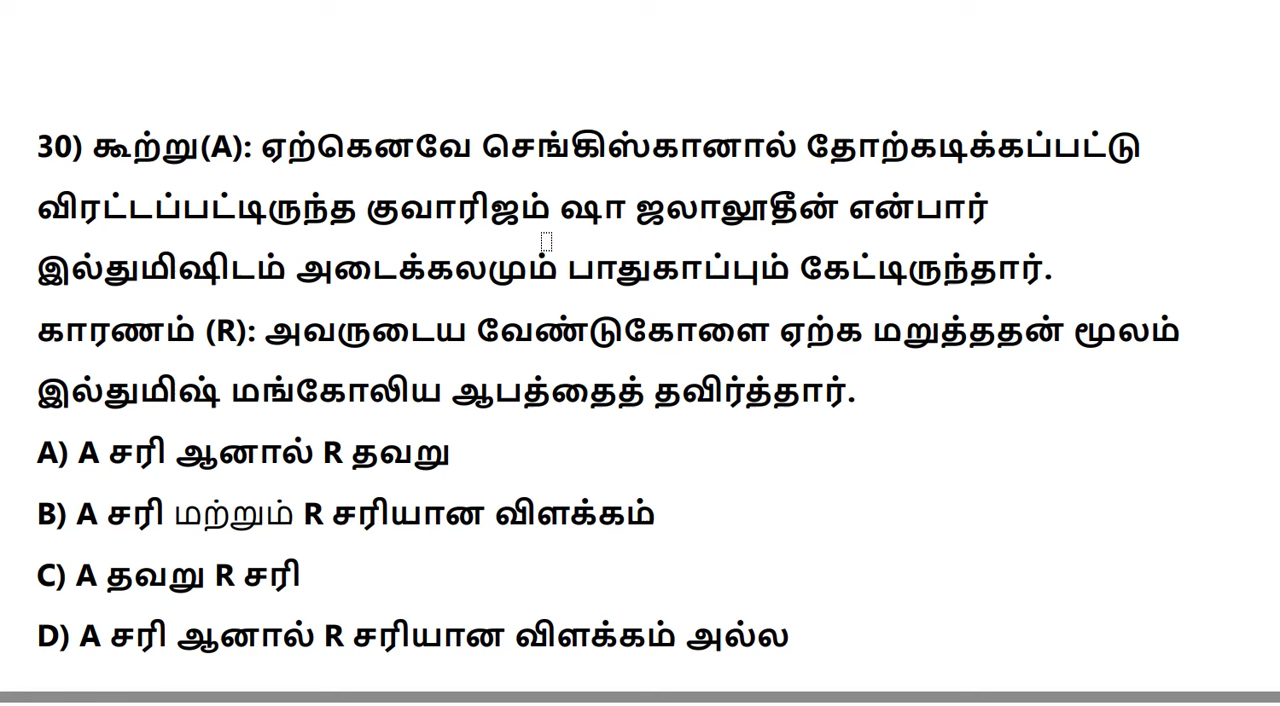 30) கூற்று(A): ஏற்கெனவே செங்கிஸ்கானால் தோற்கடிக்கப்பட்டு
விரட்டப்பட்டிருந்த குவாரிஜம் ஷா ஜலாலூதீன் என்பார்
இல்துமிஷிடம் அடைக்கலமும் பாதுகாப்பும் கேட்டிருந்தார்.
காரணம் (R): அவருடைய வேண்டுகோளை ஏற்க மறுத்ததன் மூலம்
இல்துமிஷ் மங்கோலிய ஆபத்தைத் தவிர்த்தார்.
A) A சரி ஆனால் R தவறு
B) A சரி மற்றும் R சரியான விளக்கம்
C) A தவறு R சரி
D) A சரி ஆனால் R சரியான விளக்கம் அல்ல